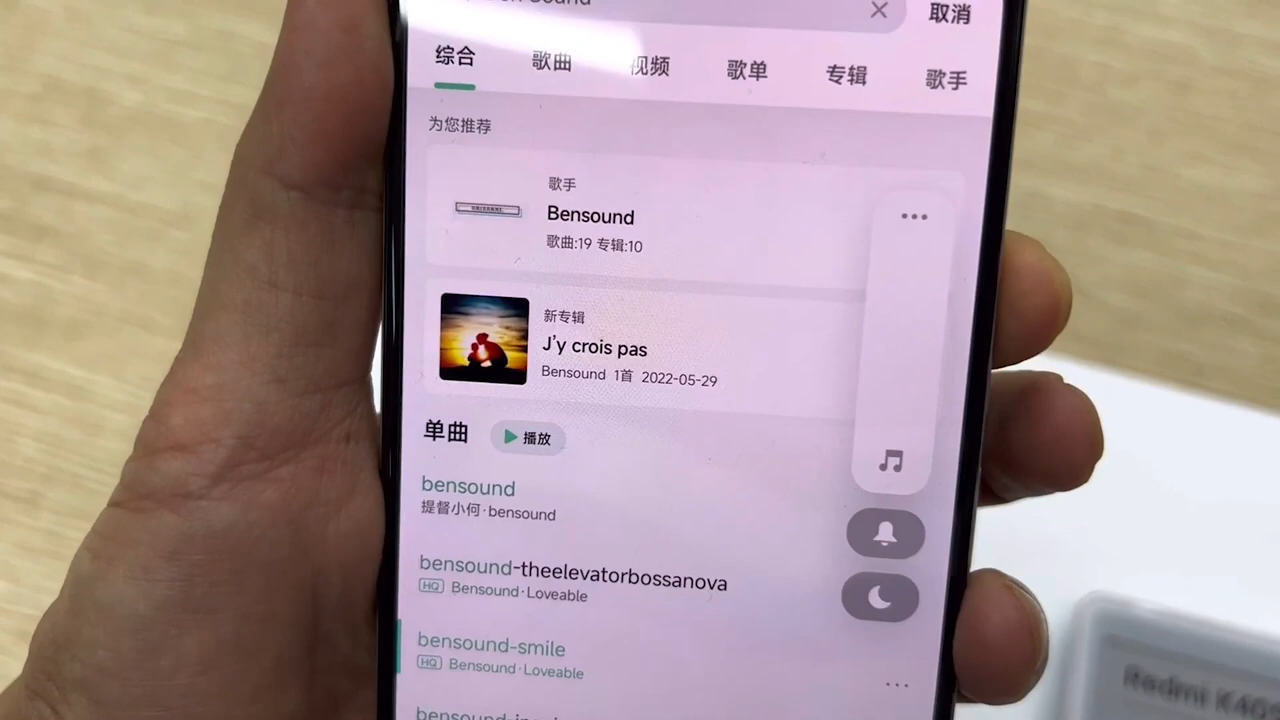 Sound
取消
综合 歌曲 视频 歌单 专辑 歌手
为您推荐
歌手
Bensound
歌曲:19 专辑:10
新专辑
J'y crois pas
Bensound 1首 2022-05-29
单曲 播放
bensound
提督小何·bensound
bensound-theelevatorbossanova
HQ Bensound·Loveable
bensound-smile
HQ Bensound·Loveable
Redmi